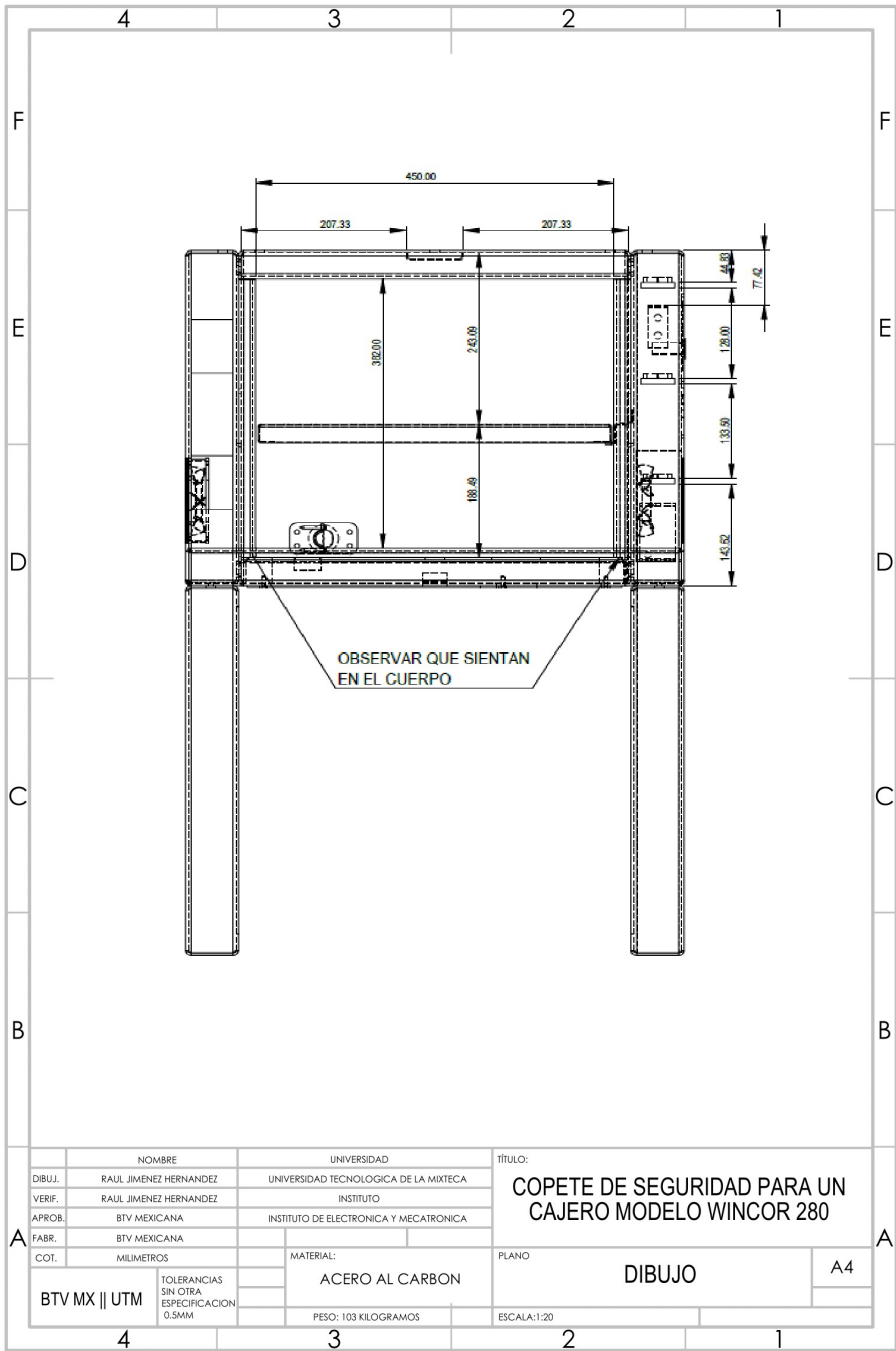 4 3 2 1
F F
450.00
207.33 207.33
44.83
77.42
E E
382.00
243.09
128.00
133.50
188.49
143.52
D D
OBSERVAR QUE SIENTAN
EN EL CUERPO
C C
B B
NOMBRE UNIVERSIDAD TÍTULO:
DIBUJ. RAUL JIMENEZ HERNANDEZ UNIVERSIDAD TECNOLOGICA DE LA MIXTECA
VERIF. RAUL JIMENEZ HERNANDEZ INSTITUTO
COPETE DE SEGURIDAD PARA UN
CAJERO MODELO WINCOR 280
APROB. BTV MEXICANA INSTITUTO DE ELECTRONICA Y MECATRONICA
A A
FABR. BTV MEXICANA
COT. MILIMETROS MATERIAL: PLANO
ACERO AL CARBON DIBUJO A4
BTV MX || UTM
TOLERANCIAS
SIN OTRA
ESPECIFICACION
0.5MM
PESO: 103 KILOGRAMOS ESCALA:1:20
4 3 2 1